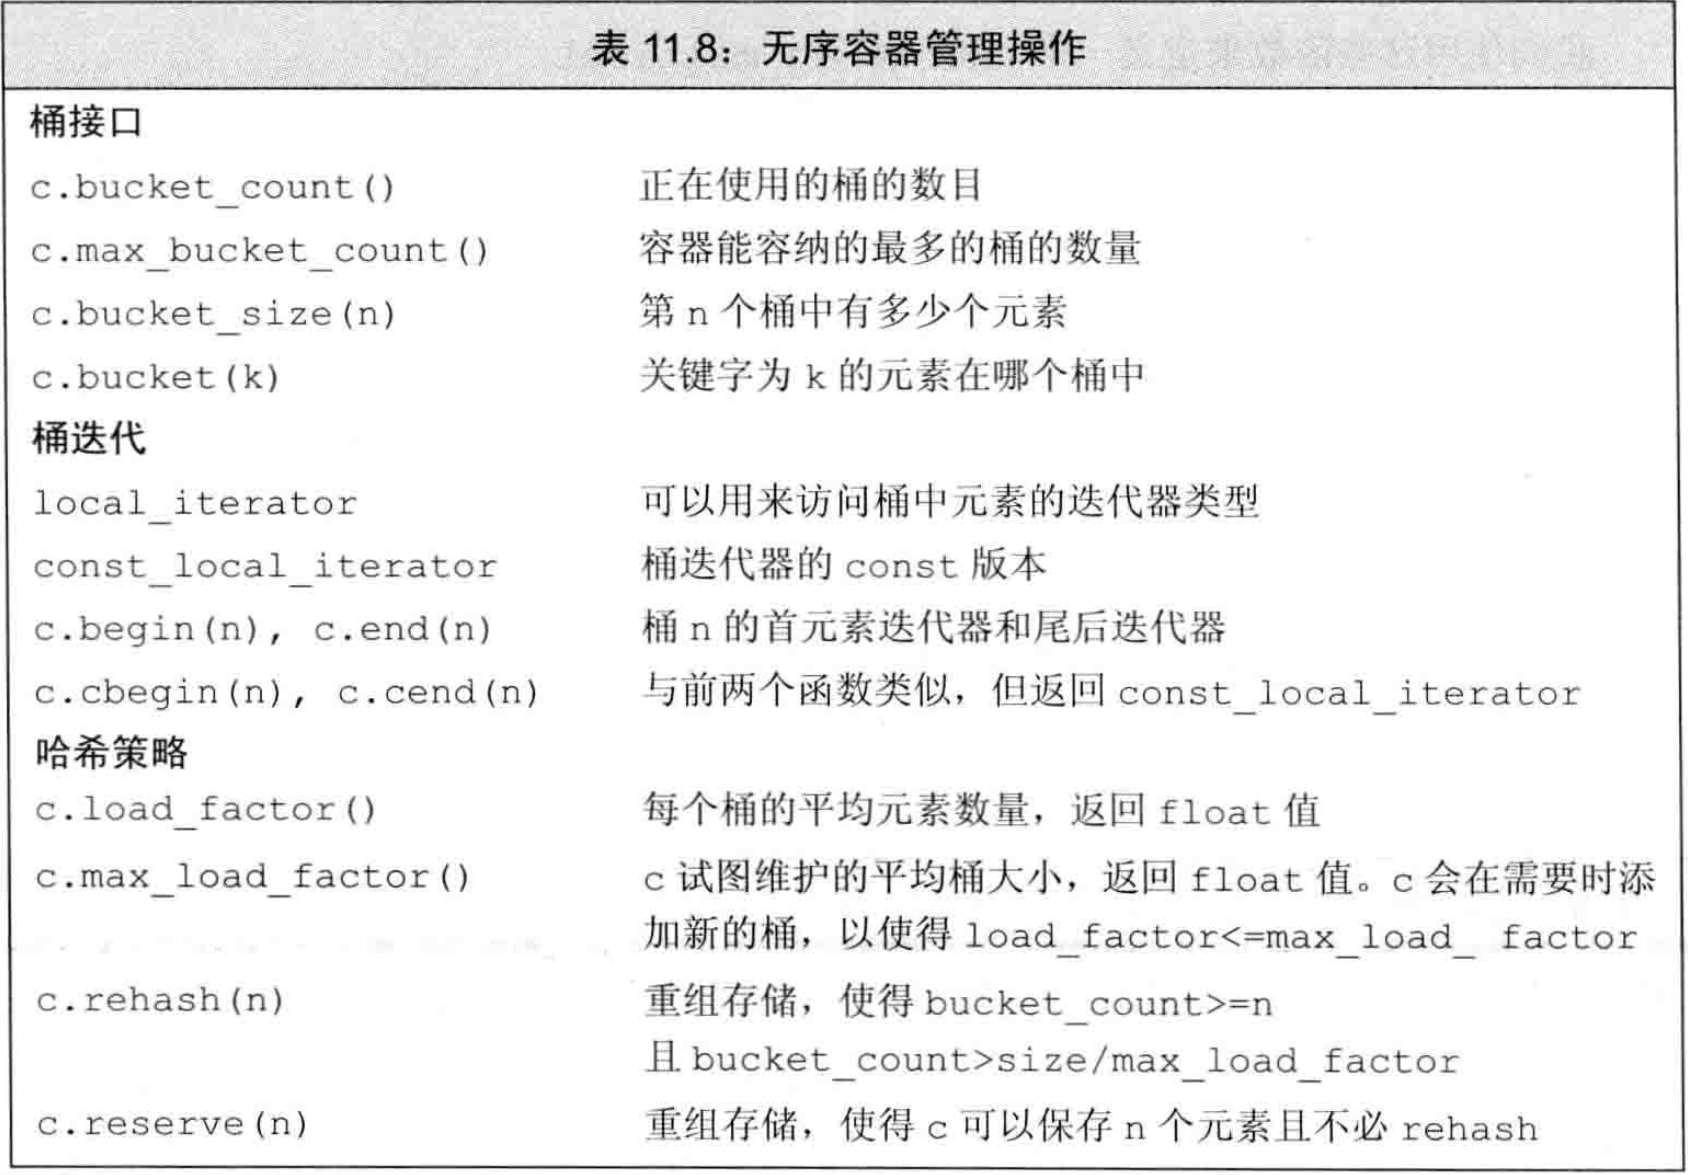 表 11.8：无序容器管理操作
桶接口
c.bucket_count() 正在使用的桶的数目
c.max_bucket_count() 容器能容纳的最多的桶的数量
c.bucket_size(n) 第 n 个桶中有多少个元素
c.bucket(k) 关键字为 k 的元素在哪个桶中
桶迭代
local_iterator 可以用来访问桶中元素的迭代器类型
const_local_iterator 桶迭代器的 const 版本
c.begin(n), c.end(n) 桶 n 的首元素迭代器和尾后迭代器
c.cbegin(n), c.cend(n) 与前两个函数类似，但返回 const_local_iterator
哈希策略
c.load_factor() 每个桶的平均元素数量，返回 float 值
c.max_load_factor() c 试图维护的平均桶大小，返回 float 值。c 会在需要时添
加新的桶，以使得 load_factor<=max_load_ factor
c.rehash(n) 重组存储，使得 bucket_count>=n
且 bucket_count>size/max_load_factor
c.reserve(n) 重组存储，使得 c 可以保存 n 个元素且不必 rehash